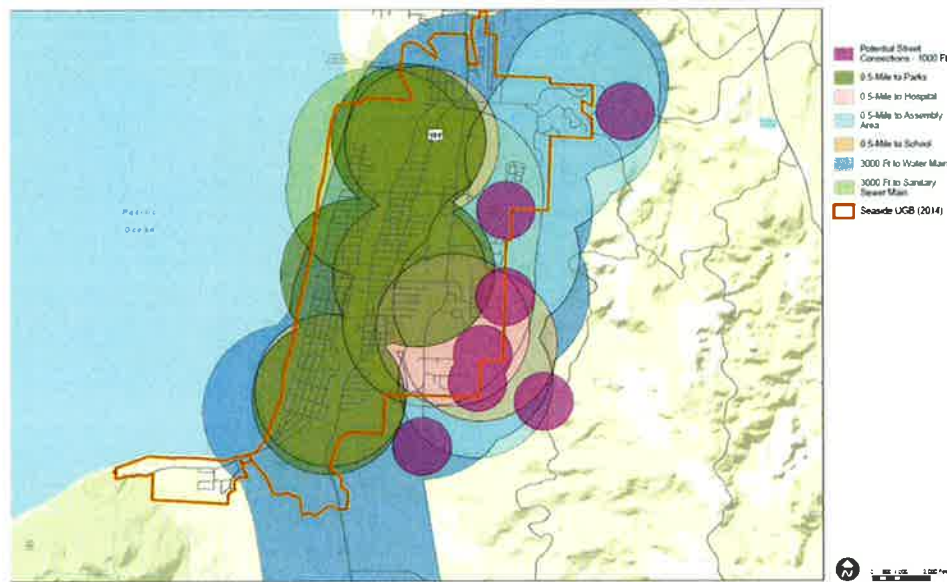 Pacific
Ocean
101
Potential Street
Connections - 1000 Ft
0.5-Mile to Parks
0.5-Mile to Hospital
0.5-Mile to Assembly
Area
0.5-Mile to School
3000 Ft to Water Main
3000 Ft to Sanitary
Sewer Main
Seaside UGB (2014)
N